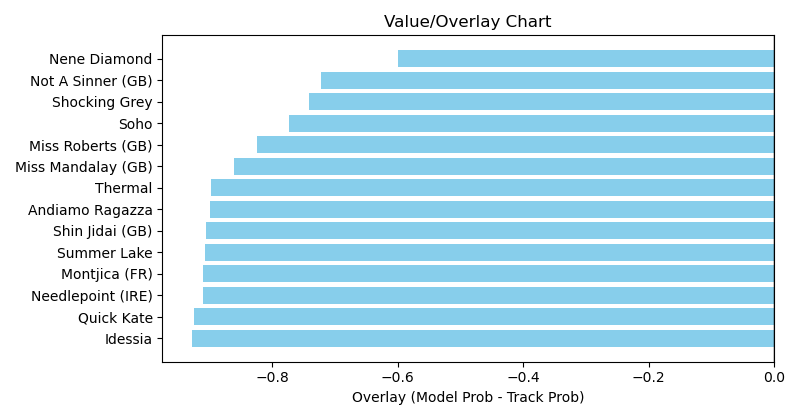 Value/Overlay Chart
Nene Diamond
Not A Sinner (GB)
Shocking Grey
Soho
Miss Roberts (GB)
Miss Mandalay (GB)
Thermal
Andiamo Ragazza
Shin Jidai (GB)
Summer Lake
Montjica (FR)
Needlepoint (IRE)
Quick Kate
Idessia
−0.8 −0.6 −0.4 −0.2 0.0
Overlay (Model Prob - Track Prob)